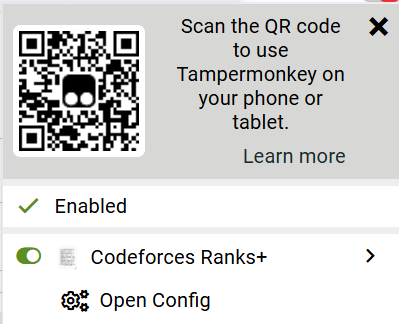 Scan the QR code
to use
Tampermonkey on
your phone or
tablet.
Learn more
Enabled
Codeforces Ranks+
Open Config